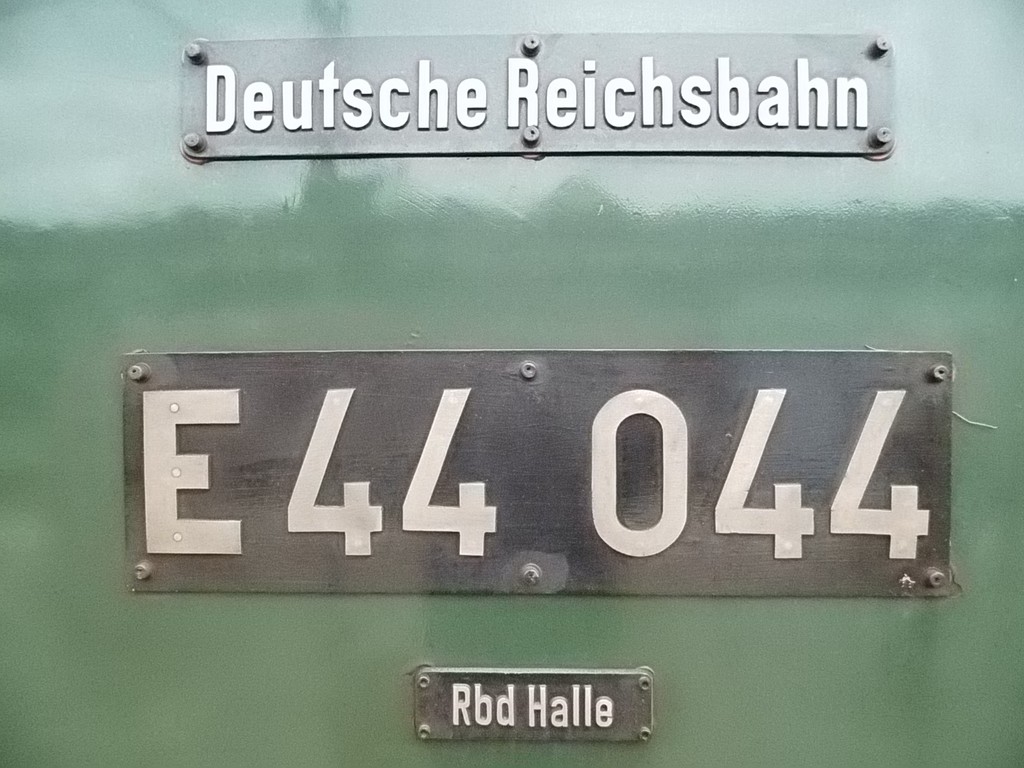 Deutsche Reichsbahn
E 44 044
Rbd Halle